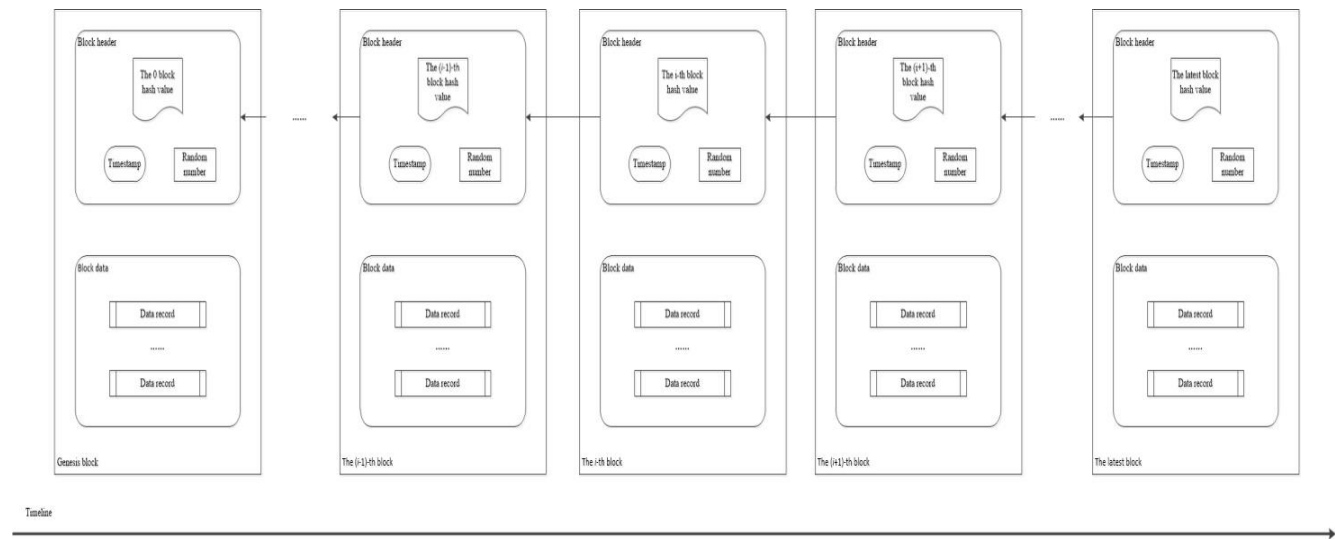 Block header
The 0 block
hash value
Timestamp
Random
number
Block data
Data record
......
Data record
Genesis block
......
Block header
The (i-1)-th
block hash
value
Timestamp
Random
number
Block data
Data record
......
Data record
The (i-1)-th block
Block header
The i-th block
hash value
Timestamp
Random
number
Block data
Data record
......
Data record
The i-th block
Block header
The (i+1)-th
block hash
value
Timestamp
Random
number
Block data
Data record
......
Data record
The (i+1)-th block
......
Block header
The latest block
hash value
Timestamp
Random
number
Block data
Data record
......
Data record
The latest block
Timeline